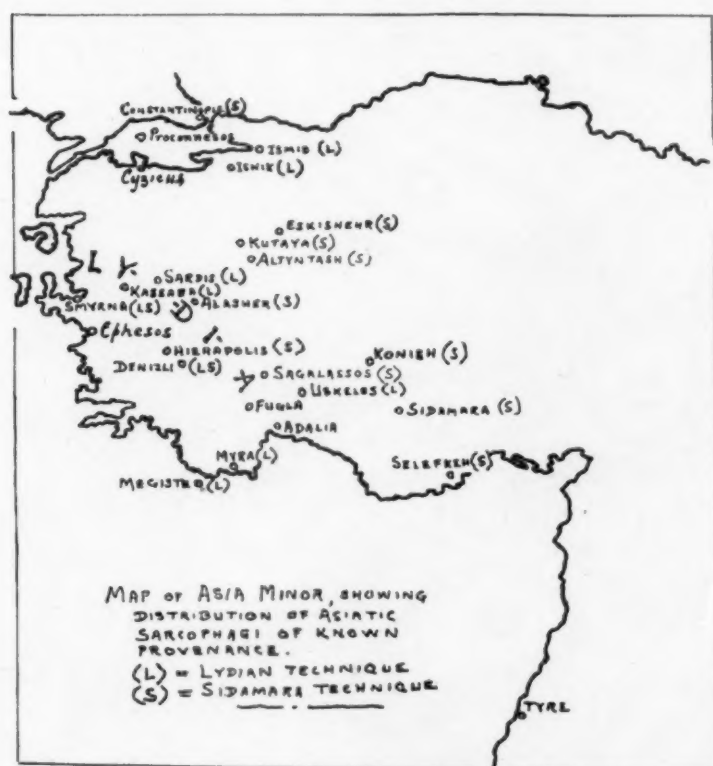 CONSTANTINOPLE (S)
PROCONNESOS
ISMID (L)
ISNIK (L)
Cyzicus
ESKISHEHR (S)
KUTAYA (S)
ALTYNTASH (S)
L
SARDIS (L)
KASSABA (L)
SMYRNA (LS)
ALASHER (S)
Ephesos
HIERAPOLIS (S)
KONIEH (S)
DENIZLI (LS)
SAGALASSOS (S)
USKELES (L)
FUGLA
SIDAMARA (S)
ADALIA
MYRA (L)
SELEFKEH (S)
MEGISTE (L)
MAP OF ASIA MINOR, SHOWING
DISTRIBUTION OF ASIATIC
SARCOPHAGI OF KNOWN
PROVENANCE.
(L) = LYDIAN TECHNIQUE
(S) = SIDAMARA TECHNIQUE
TYRE